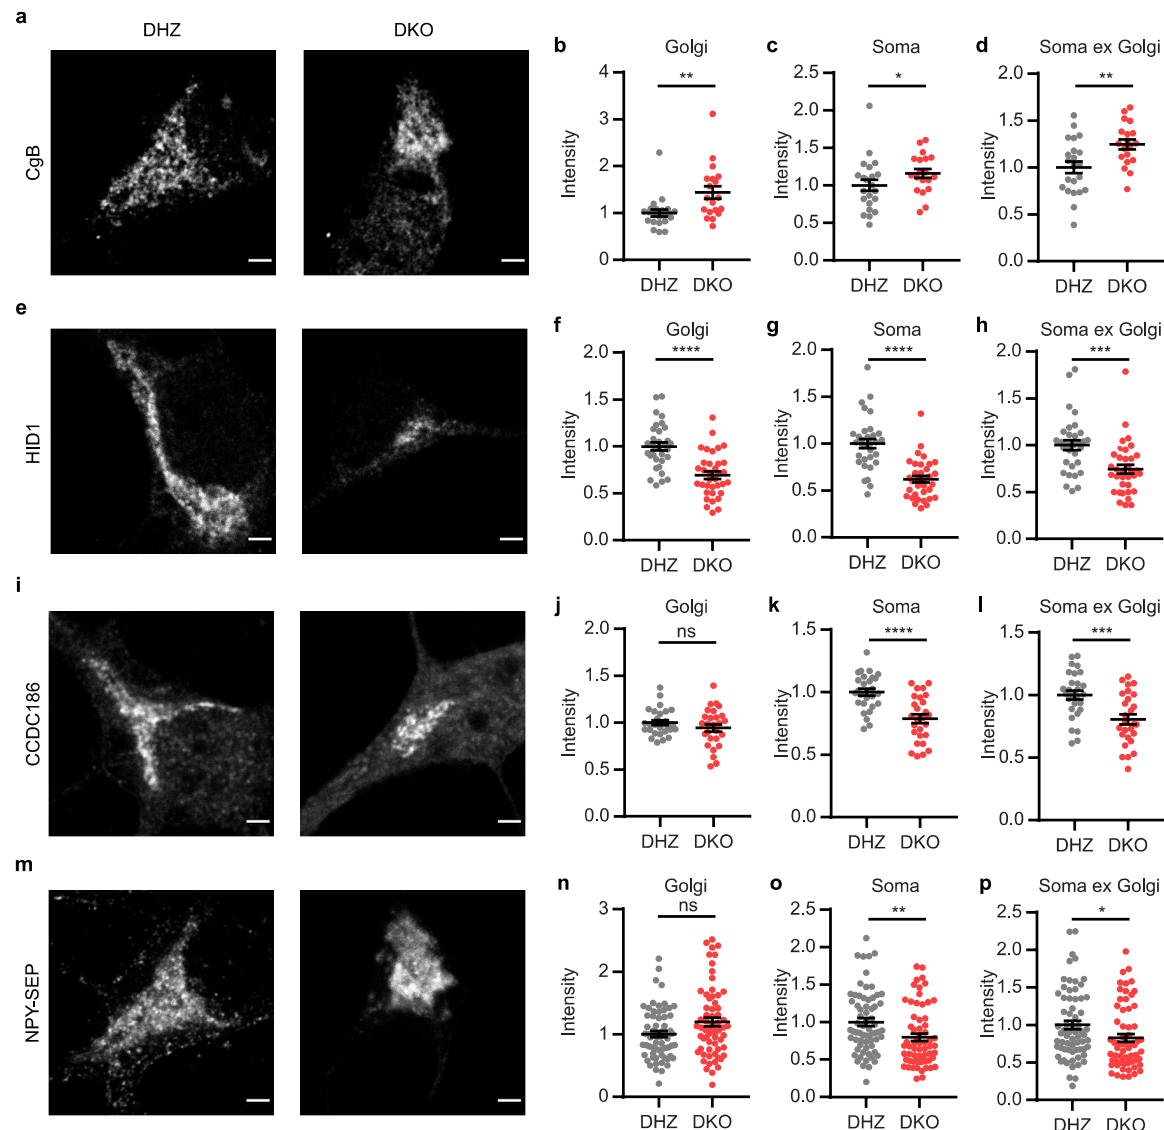 a
DHZ
DKO
CgB
b
Golgi
**
Intensity
4
3
2
1
0
DHZ DKO
c
Soma
*
Intensity
2.5
2.0
1.5
1.0
0.5
0.0
DHZ DKO
d
Soma ex Golgi
**
Intensity
2.0
1.5
1.0
0.5
0.0
DHZ DKO
e
HID1
f
Golgi
****
Intensity
2.0
1.5
1.0
0.5
0.0
DHZ DKO
g
Soma
****
Intensity
2.0
1.5
1.0
0.5
0.0
DHZ DKO
h
Soma ex Golgi
***
Intensity
2.0
1.5
1.0
0.5
0.0
DHZ DKO
i
CCDC186
j
Golgi
ns
Intensity
2.0
1.5
1.0
0.5
0.0
DHZ DKO
k
Soma
****
Intensity
1.5
1.0
0.5
0.0
DHZ DKO
l
Soma ex Golgi
***
Intensity
1.5
1.0
0.5
0
DHZ DKO
m
NPY-SEP
n
Golgi
ns
Intensity
3
2
1
0
DHZ DKO
o
Soma
**
Intensity
2.5
2.0
1.5
1.0
0.5
0.0
DHZ DKO
p
Soma ex Golgi
*
Intensity
2.5
2.0
1.5
1.0
0.5
0.0
DHZ DKO